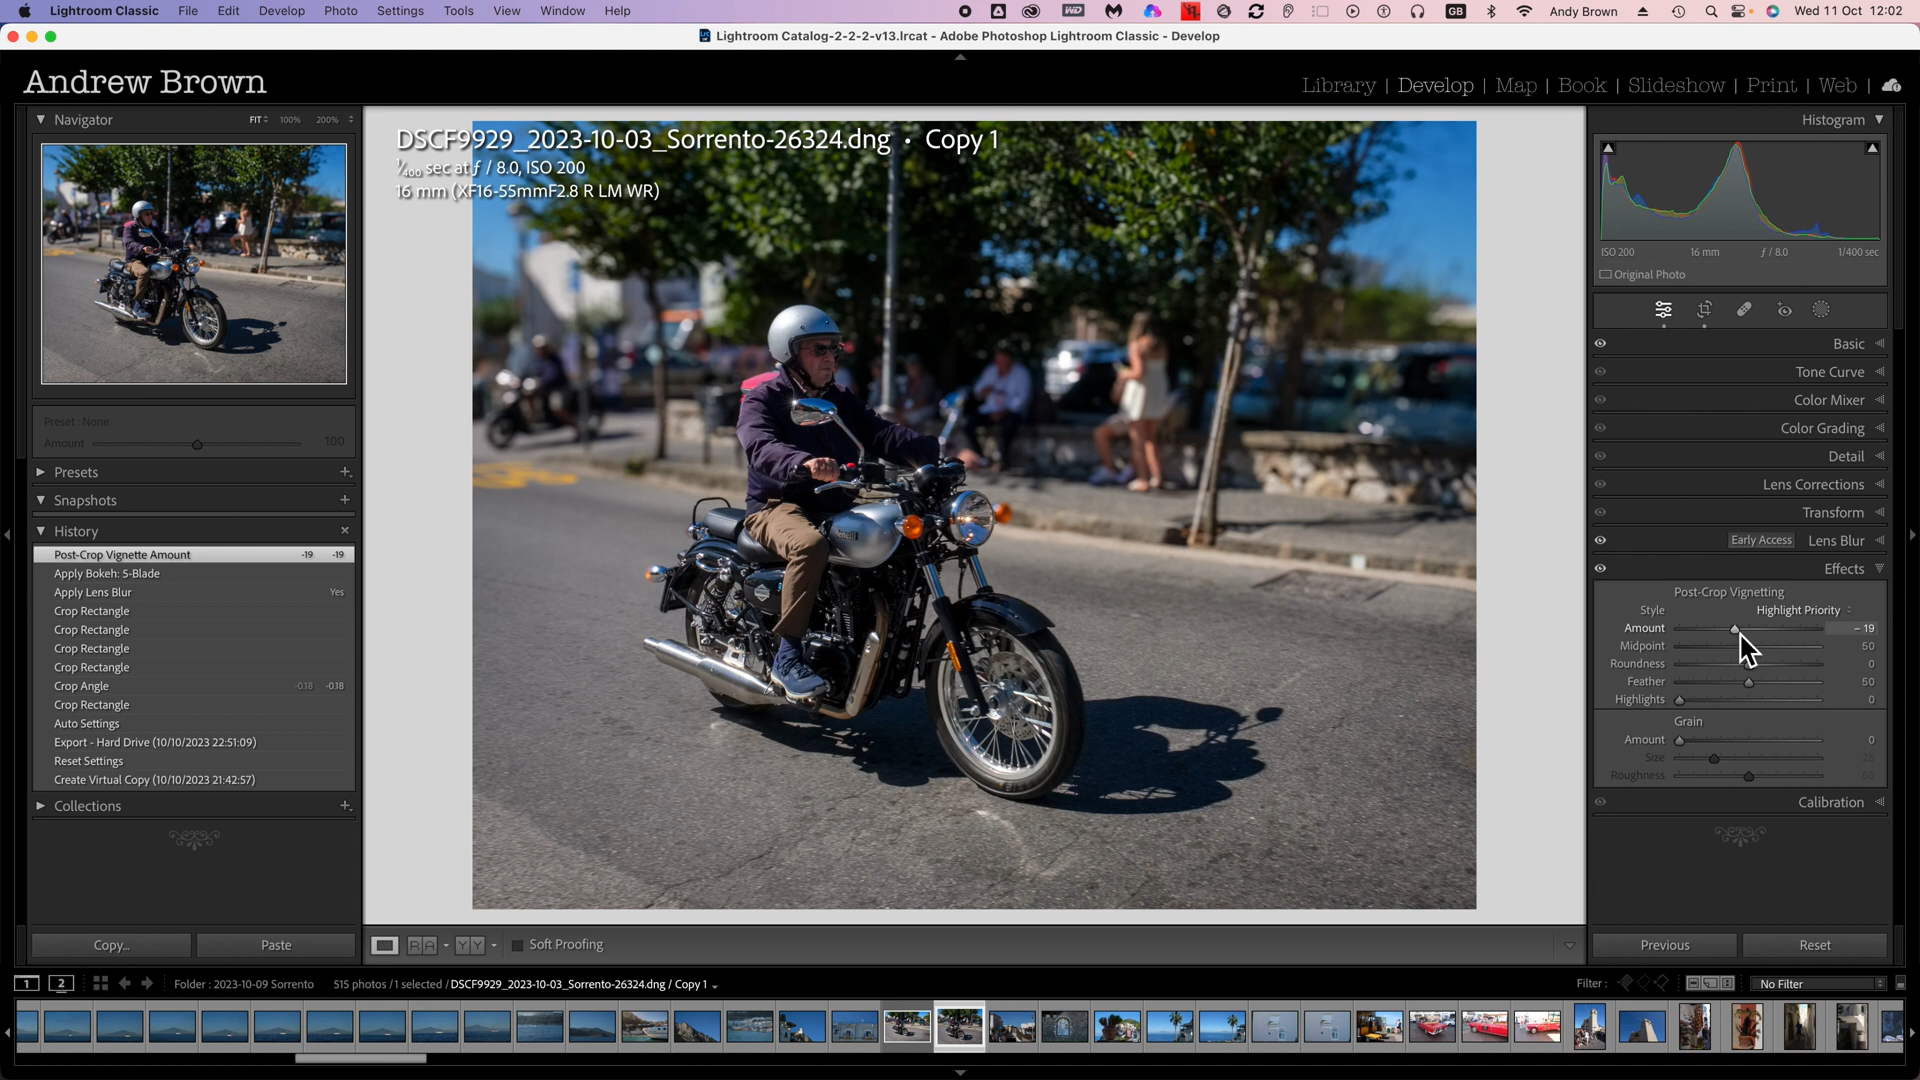 Lightroom Classic File Edit Develop Photo Settings Tools View Window Help GB Andy Brown Wed 11 Oct 12:02
Lightroom Catalog-2-2-2-v13.lrcat - Adobe Photoshop Lightroom Classic - Develop
Andrew Brown
Library | Develop | Map | Book | Slideshow | Print | Web |
Navigator FIT 100% 200%
Preset : None
Amount 100
Presets
Snapshots
History
Post-Crop Vignette Amount -19 -19
Apply Bokeh: 5-Blade
Apply Lens Blur Yes
Crop Rectangle
Crop Rectangle
Crop Rectangle
Crop Rectangle
Crop Angle -0.18 -0.18
Crop Rectangle
Auto Settings
Export - Hard Drive (10/10/2023 22:51:09)
Reset Settings
Create Virtual Copy (10/10/2023 21:42:57)
Collections
Copy... Paste
DSCF9929_2023-10-03_Sorrento-26324.dng • Copy 1
1/400 sec at ƒ / 8.0, ISO 200
16 mm (XF16-55mmF2.8 R LM WR)
Soft Proofing
Histogram
ISO 200 16 mm ƒ / 8.0 1/400 sec
Original Photo
Basic
Tone Curve
Color Mixer
Color Grading
Detail
Lens Corrections
Transform
Early Access Lens Blur
Effects
Post-Crop Vignetting
Style Highlight Priority
Amount – 19
Midpoint 50
Roundness 0
Feather 50
Highlights 0
Grain
Amount 0
Size 25
Roughness 50
Calibration
Previous Reset
1 2 Folder : 2023-10-09 Sorrento 515 photos / 1 selected / DSCF9929_2023-10-03_Sorrento-26324.dng / Copy 1 Filter : No Filter